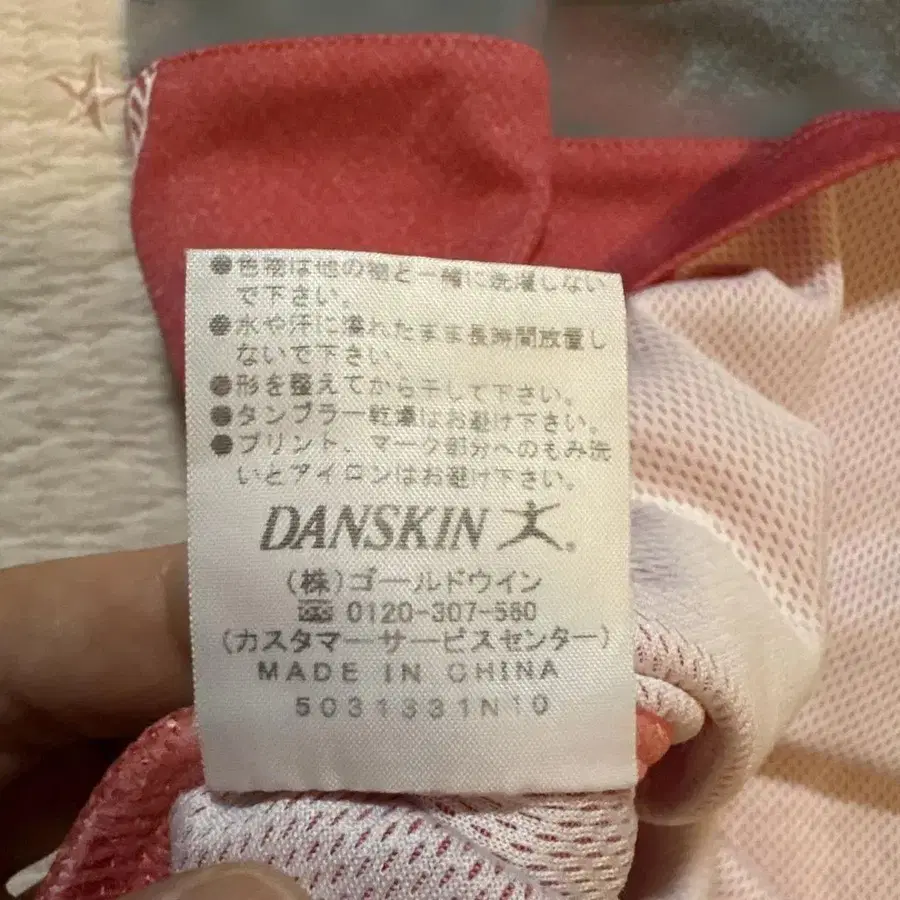 ●色物は他の物と一緒に洗濯しない
で下さい。
●水や汗に濡れたまま長時間放置し
ないで下さい。
●形を整えてから干して下さい。
●タンブラー乾燥はお避け下さい。
●プリント、マーク部分へのもみ洗
いとアイロンはお避け下さい。
DANSKIN
(株)ゴールドウイン
☎ 0120-307-560
(カスタマーサービスセンター)
MADE IN CHINA
5031331N10